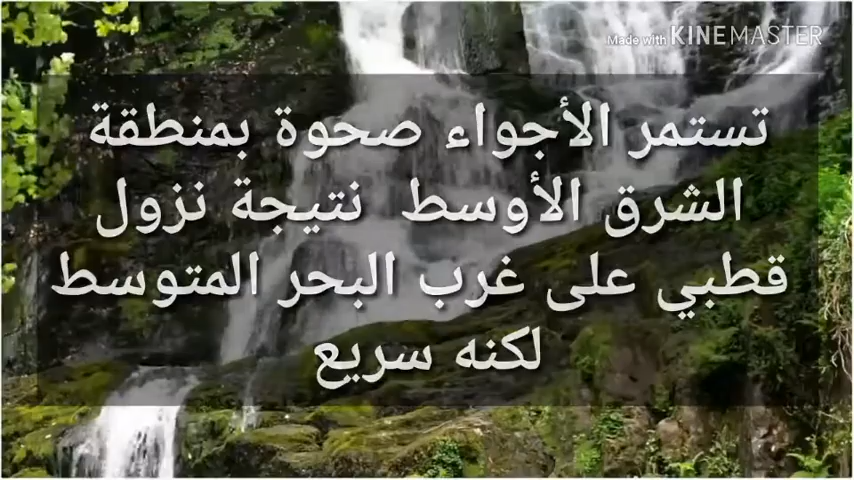 Made with KINEMASTER
تستمر الأجواء صحوة بمنطقة
الشرق الأوسط نتيجة نزول
قطبي على غرب البحر المتوسط
لكنه سريع